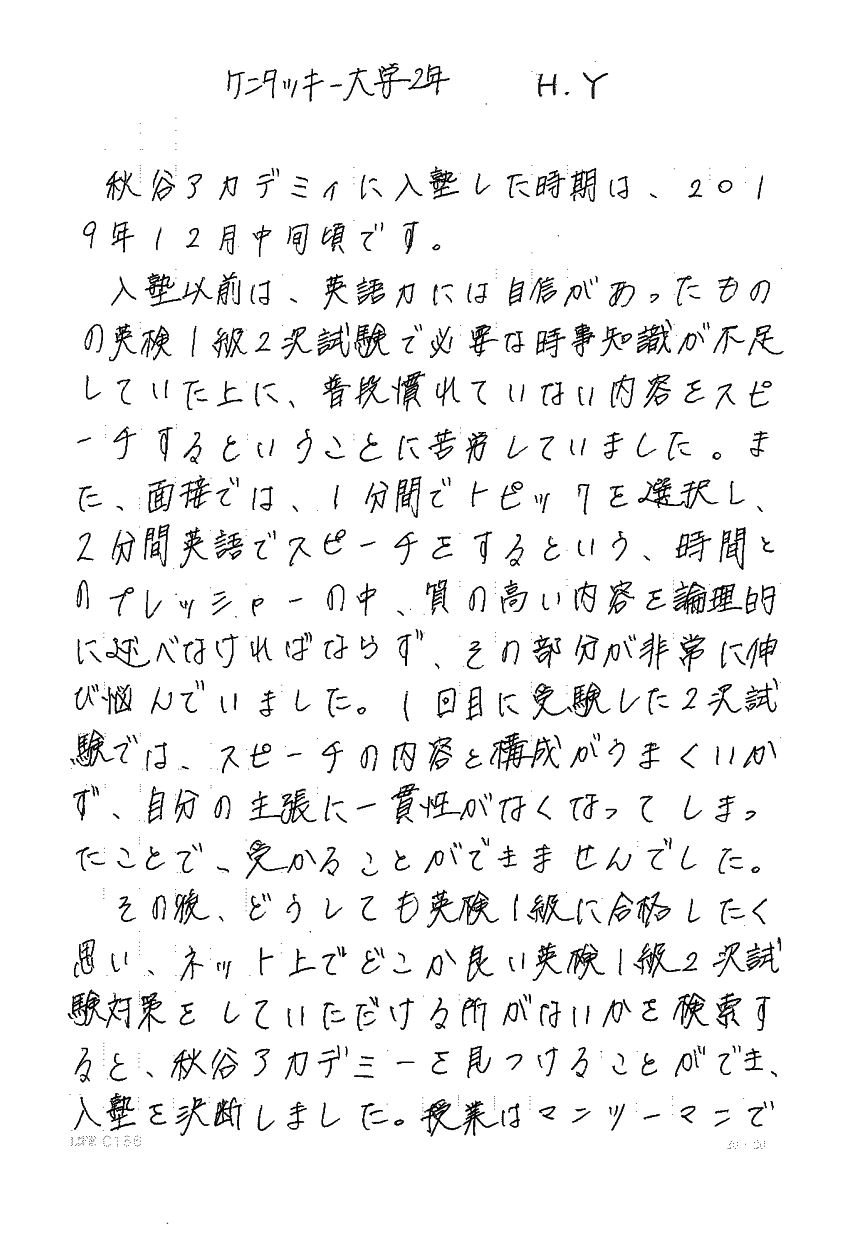 ケンタッキー大学2年 H.Y
秋谷アカデミィに入塾した時期は、201
9年12月中旬頃です。
入塾以前は、英語力には自信があったもの
の英検1級2次試験で必要な時事知識が不足
していた上に、普段慣れていない内容をスピ
ーチするということに苦労していました。ま
た、面接では、1分間でトピックを選択し、
2分間英語でスピーチをするという、時間と
のプレッシャーの中、質の高い内容を論理的
に述べなければならず、その部分が非常に伸
び悩んでいました。1回目に受験した2次試
験では、スピーチの内容と構成がうまくいか
ず、自分の主張に一貫性がなくなってしまっ
たことで、受かることができませんでした。
その後、どうしても英検1級に合格したく
思い、ネット上でどこか良い英検1級2次試
験対策をしていただける所がないかを検索す
ると、秋谷アカデミーを見つけることができ、
入塾を決断しました。授業はマンツーマンで
LIFE C156
20×20